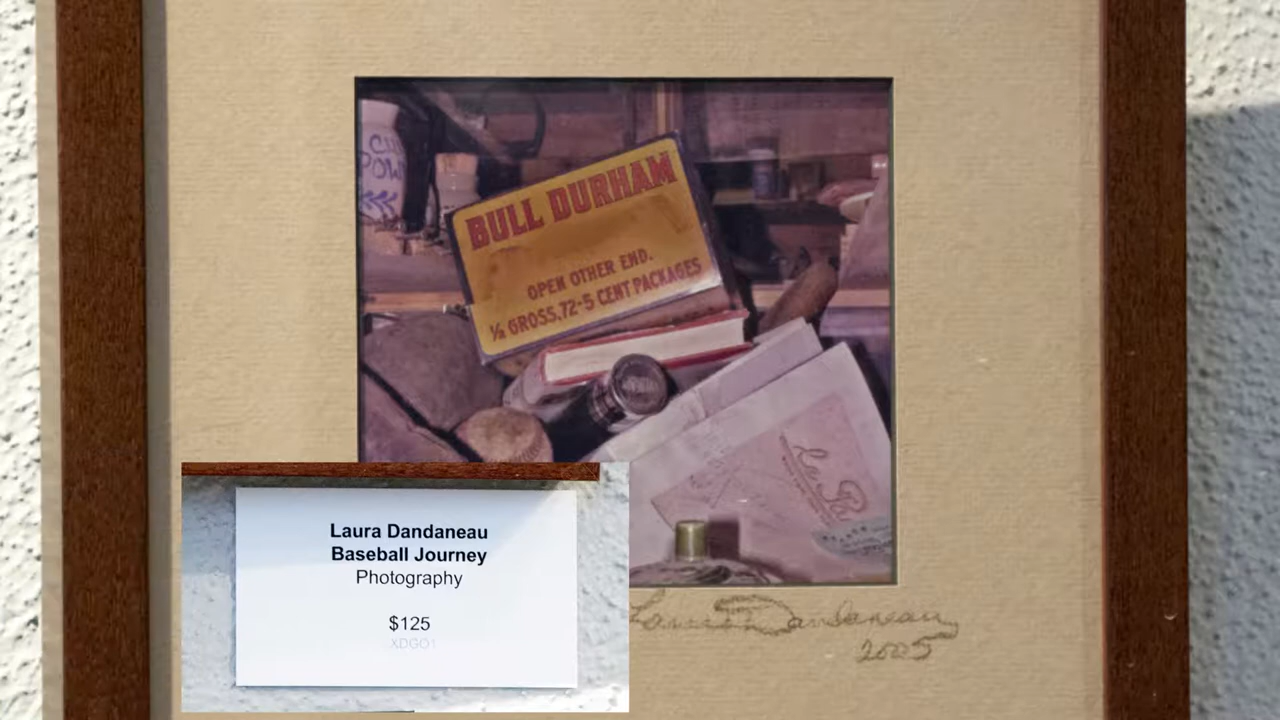 BULL DURHAM
OPEN OTHER END.
½ GROSS, 72-5 CENT PACKAGES
Laura Dandaneau
2005
Laura Dandaneau
Baseball Journey
Photography
$125
XDGO1